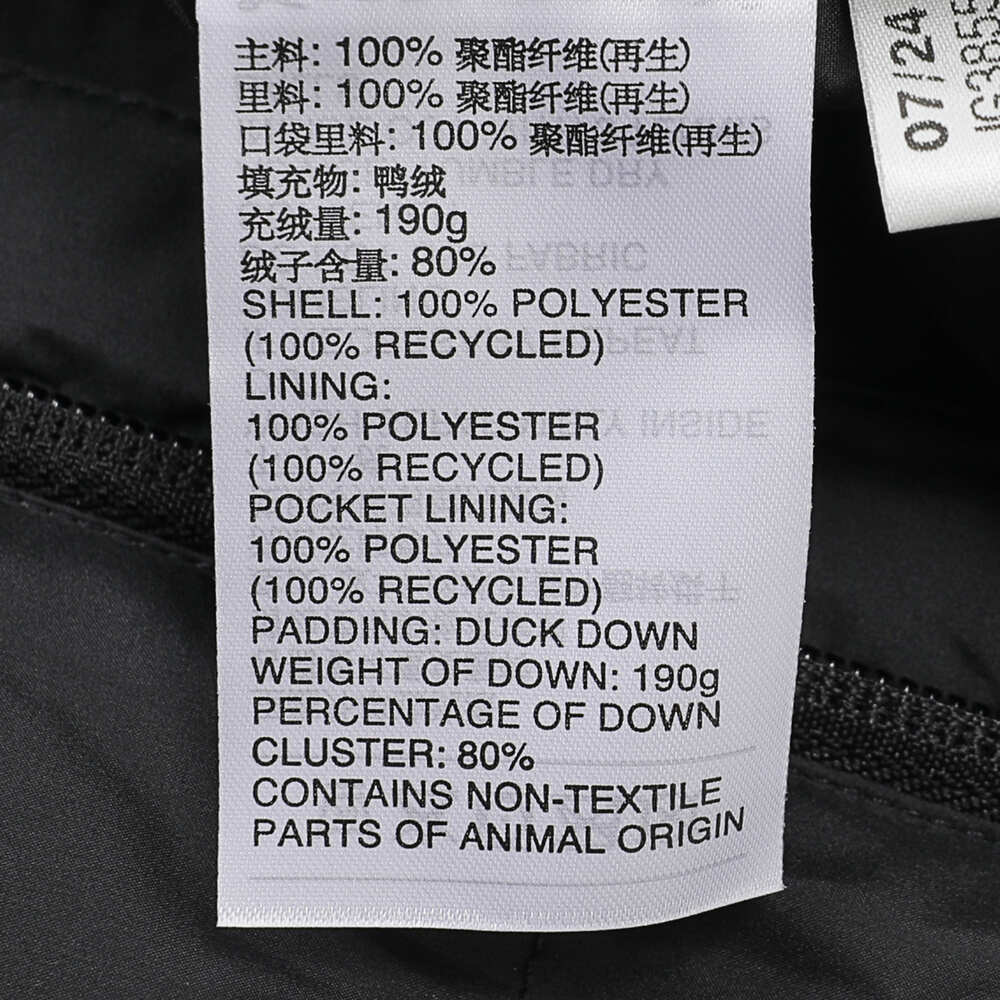 主料: 100% 聚酯纤维(再生)
里料: 100% 聚酯纤维(再生)
口袋里料: 100% 聚酯纤维(再生)
填充物: 鸭绒
充绒量: 190g
绒子含量: 80%
SHELL: 100% POLYESTER
(100% RECYCLED)
LINING:
100% POLYESTER
(100% RECYCLED)
POCKET LINING:
100% POLYESTER
(100% RECYCLED)
PADDING: DUCK DOWN
WEIGHT OF DOWN: 190g
PERCENTAGE OF DOWN
CLUSTER: 80%
CONTAINS NON-TEXTILE
PARTS OF ANIMAL ORIGIN
07/24